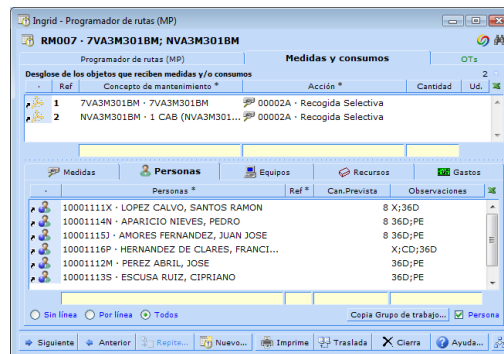 Ingrid - Programador de rutas (MP)
RM007 · 7VA3M301BM; NVA3M301BM
Programador de rutas (MP) Medidas y consumos OTs
Desglose de los objetos que reciben medidas y/o consumos 2
· Ref Concepto de mantenimiento * Acción * Cantidad Ud.
1 7VA3M301BM · 7VA3M301BM 00002A · Recogida Selectiva
2 NVA3M301BM · 1 CAB (NVA3M301... 00002A · Recogida Selectiva
Medidas Personas Equipos Recursos Gastos
· Personas * Ref * Can.Prevista Observaciones
10001111X · LOPEZ CALVO, SANTOS RAMON 8 X;36D
10001114N · APARICIO NIEVES, PEDRO 8 36D;PE
10001115J · AMORES FERNANDEZ, JUAN JOSE 8 36D;PE
10001116P · HERNANDEZ DE CLARES, FRANCI... X;CD;36D
10001112M · PEREZ ABRIL, JOSE 36D;PE
10001113S · ESCUSA RUIZ, CIPRIANO 36D;PE
Sin línea Por línea Todos Copia Grupo de trabajo... Persona
Siguiente Anterior Repite... Nuevo... Imprime Traslada Cierra Ayuda...